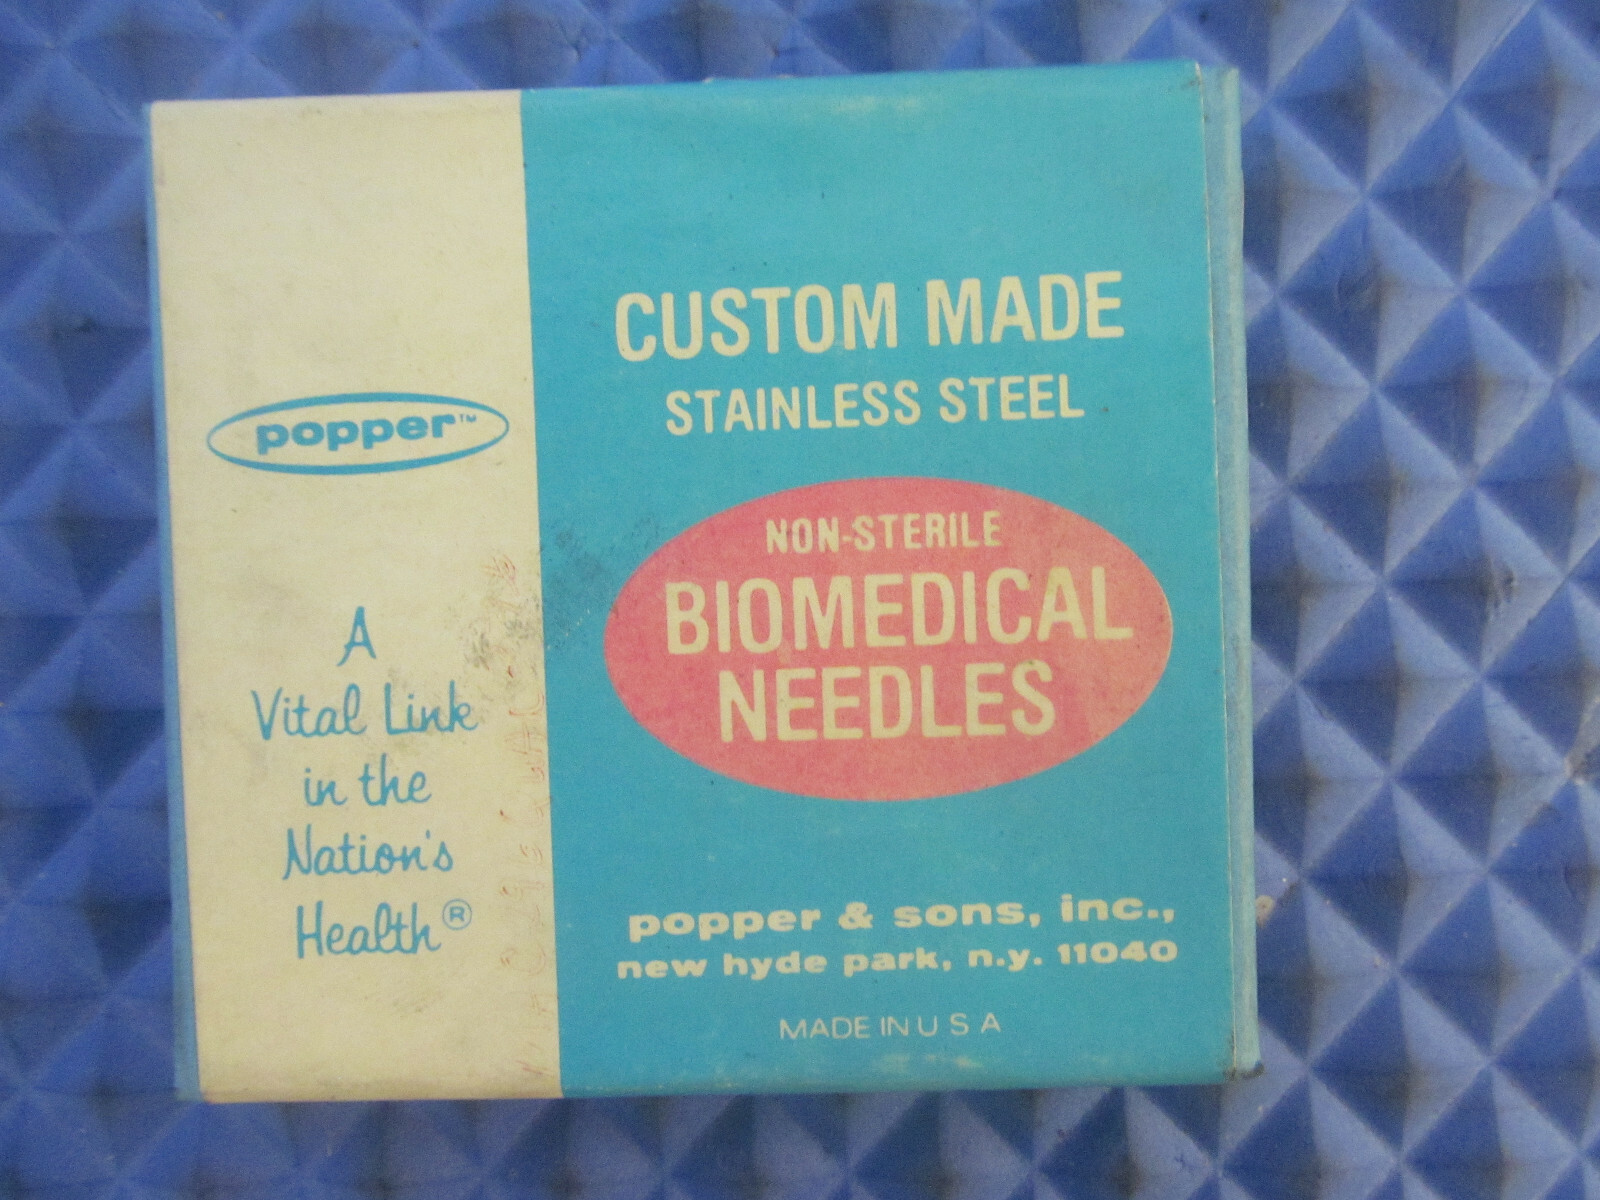 popper™
A
Vital Link
in the
Nation's
Health®
CUSTOM MADE
STAINLESS STEEL
NON-STERILE
BIOMEDICAL
NEEDLES
popper & sons, inc.,
new hyde park, n.y. 11040
MADE IN U S A